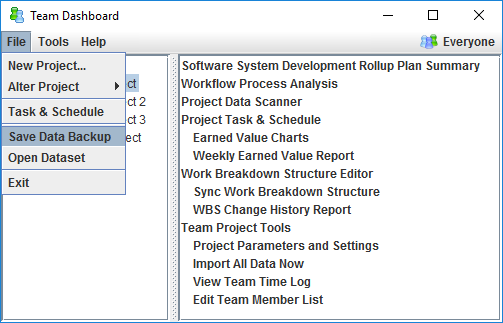 Team Dashboard
File Tools Help
Everyone
New Project...
Alter Project
Task & Schedule
Save Data Backup
Open Dataset
Exit
ct
ct 2
ct 3
ect
Software System Development Rollup Plan Summary
Workflow Process Analysis
Project Data Scanner
Project Task & Schedule
Earned Value Charts
Weekly Earned Value Report
Work Breakdown Structure Editor
Sync Work Breakdown Structure
WBS Change History Report
Team Project Tools
Project Parameters and Settings
Import All Data Now
View Team Time Log
Edit Team Member List